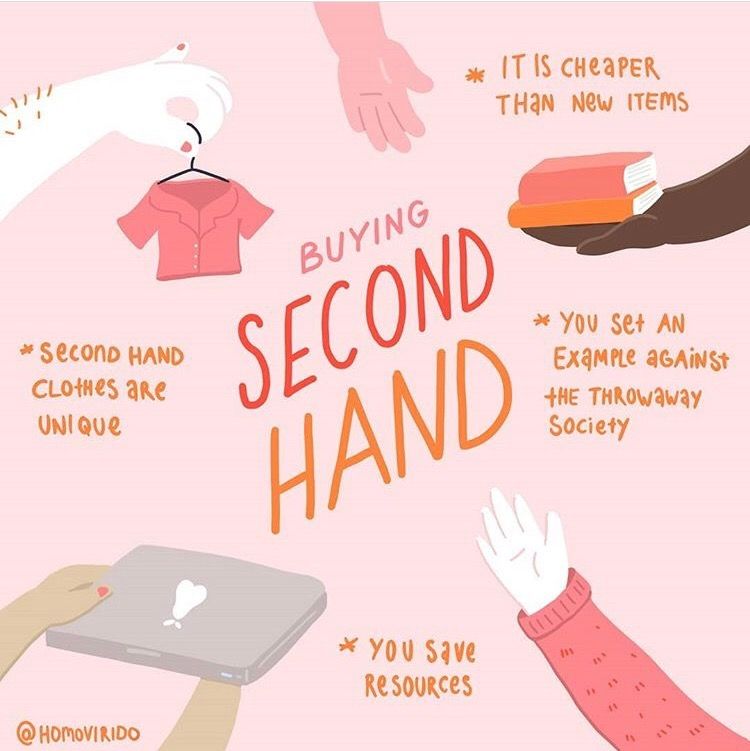 * IT IS CHeaPER
THAN New ITEMS
BUYING
SECOND
HAND
* SeCOND HAND
CLOtHeS aRe
UNIQUe
* YOU Set AN
ExAMPLe aGAiNSt
tHE THROWaWAY
Society
* YOU SaVe
ReSOURCeS
@HOMOVIRIDO